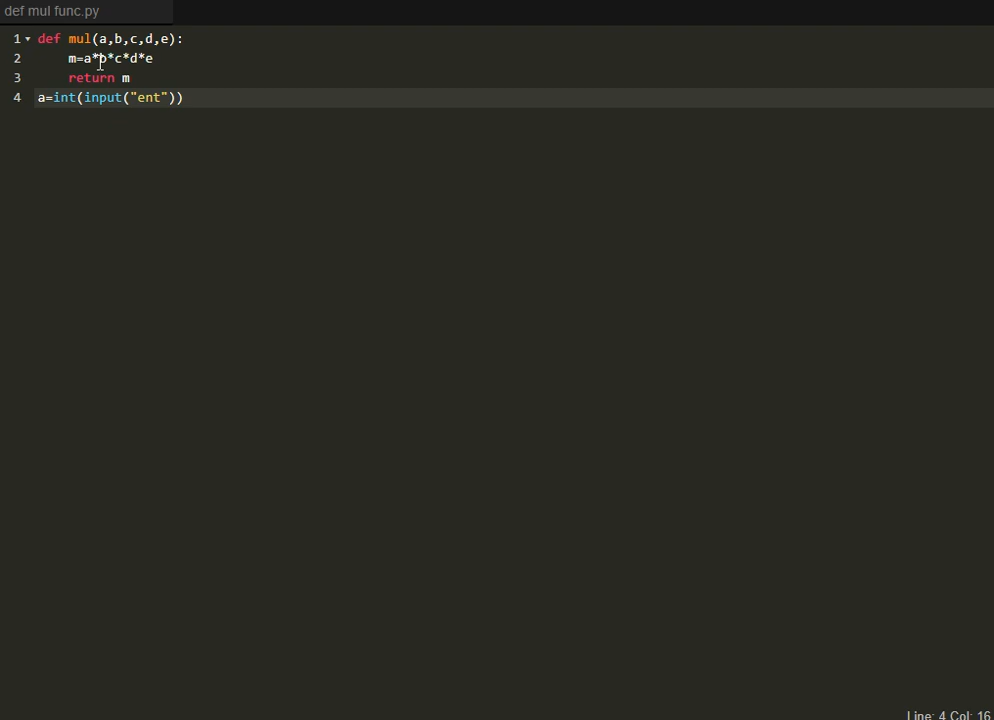 def mul func.py
1 def mul(a,b,c,d,e):
2     m=a*b*c*d*e
3     return m
4 a=int(input("ent"))
Line: 4 Col: 16